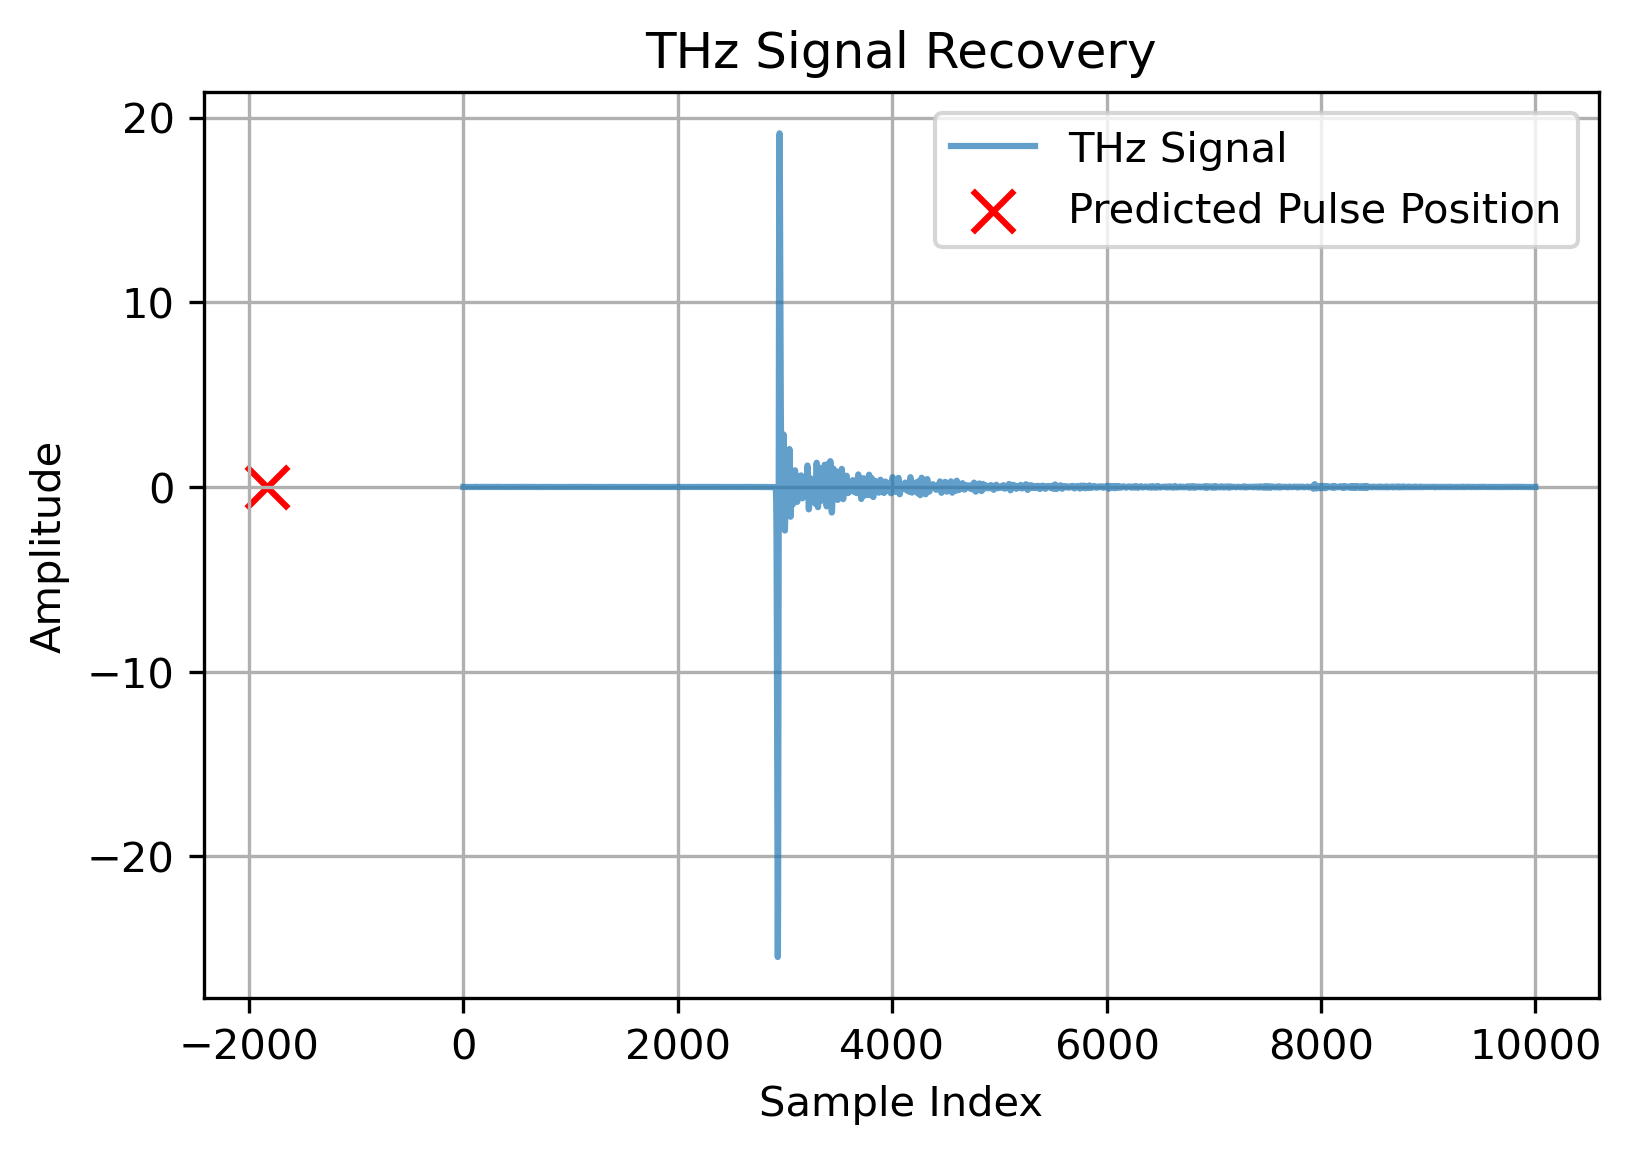 THz Signal Recovery
THz Signal
Predicted Pulse Position
20
10
0
−10
−20
Amplitude
−2000 0 2000 4000 6000 8000 10000
Sample Index